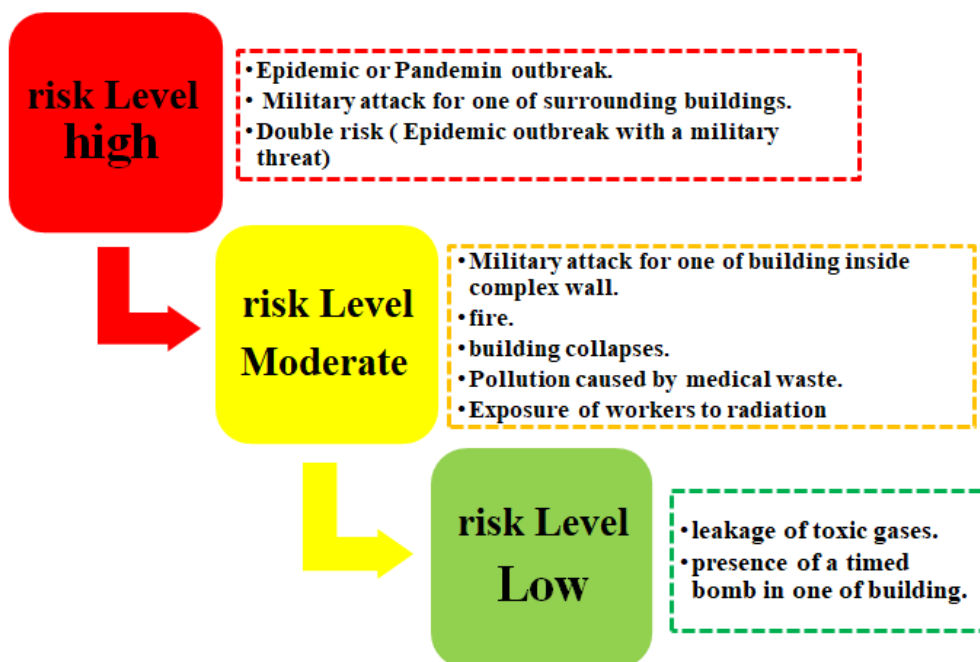 risk Level
high
• Epidemic or Pandemin outbreak.
• Military attack for one of surrounding buildings.
• Double risk ( Epidemic outbreak with a military
threat)
risk Level
Moderate
• Military attack for one of building inside
complex wall.
• fire.
• building collapses.
• Pollution caused by medical waste.
• Exposure of workers to radiation
risk Level
Low
• leakage of toxic gases.
• presence of a timed
bomb in one of building.